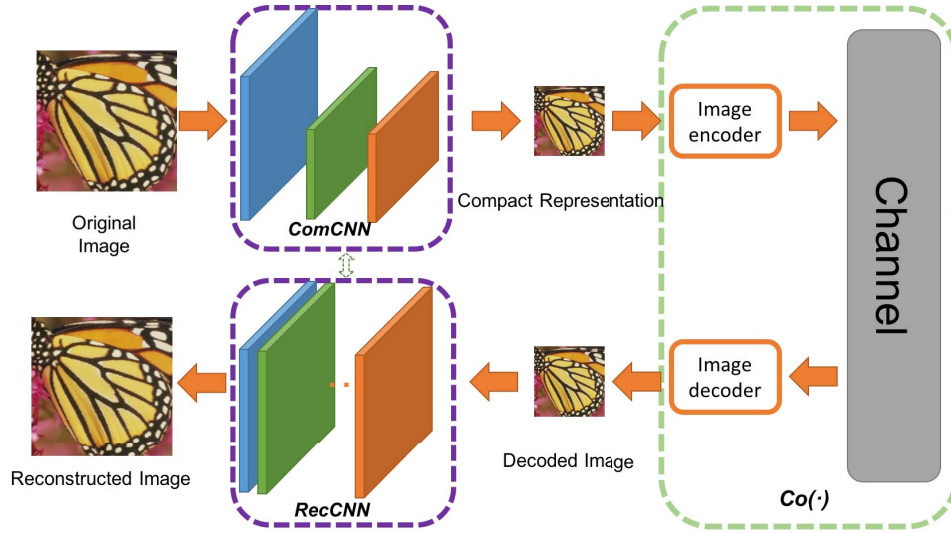 Original
Image
ComCNN
Compact Representation
Image
encoder
Channel
Reconstructed Image
RecCNN
Decoded Image
Image
decoder
Co(·)